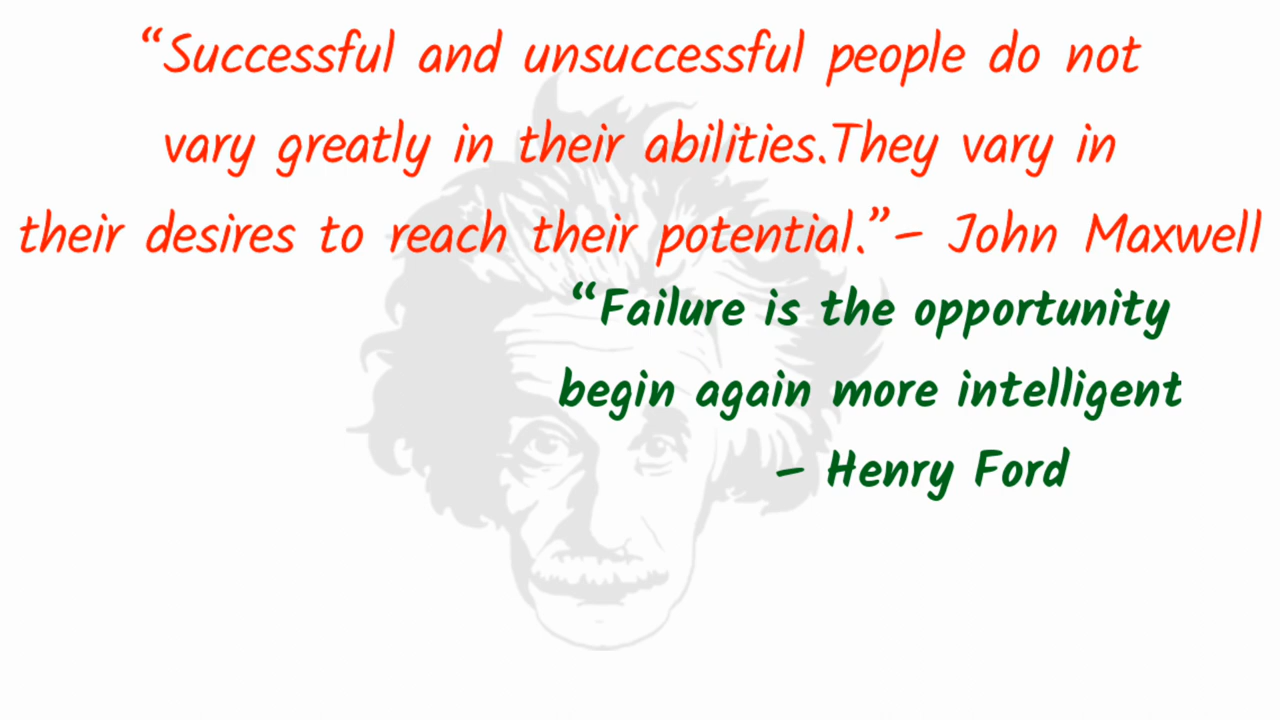 “Successful and unsuccessful people do not
vary greatly in their abilities.They vary in
their desires to reach their potential.”– John Maxwell
“Failure is the opportunity
begin again more intelligent
– Henry Ford